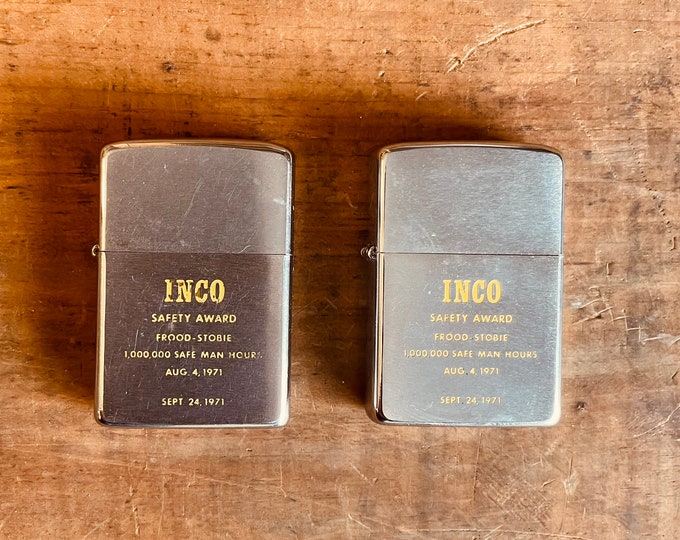 INCO
SAFETY AWARD
FROOD-STOBIE
1,000,000 SAFE MAN HOURS
AUG. 4, 1971
SEPT. 24, 1971
INCO
SAFETY AWARD
FROOD-STOBIE
1,000,000 SAFE MAN HOURS
AUG. 4, 1971
SEPT. 24, 1971